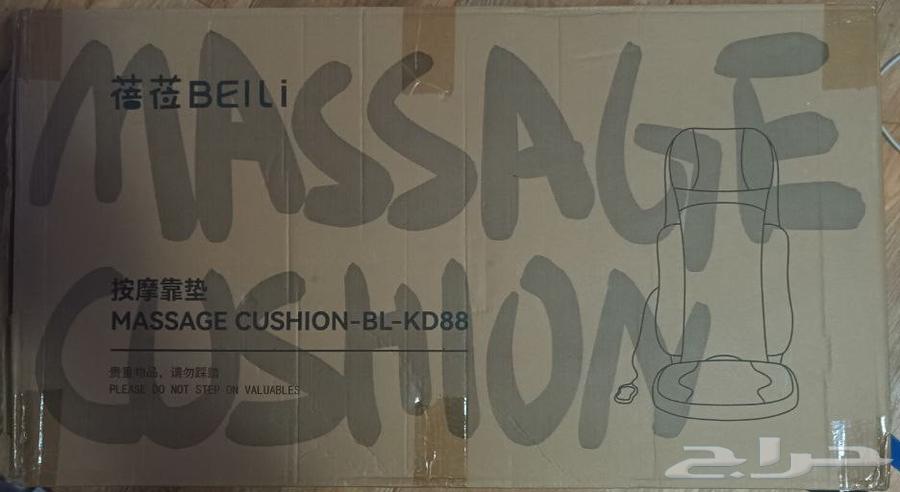 MASSAGE
CUSHION
蓓莅BEILi
按摩靠垫
MASSAGE CUSHION-BL-KD88
贵重物品，请勿踩踏
PLEASE DO NOT STEP ON VALUABLES
حراج